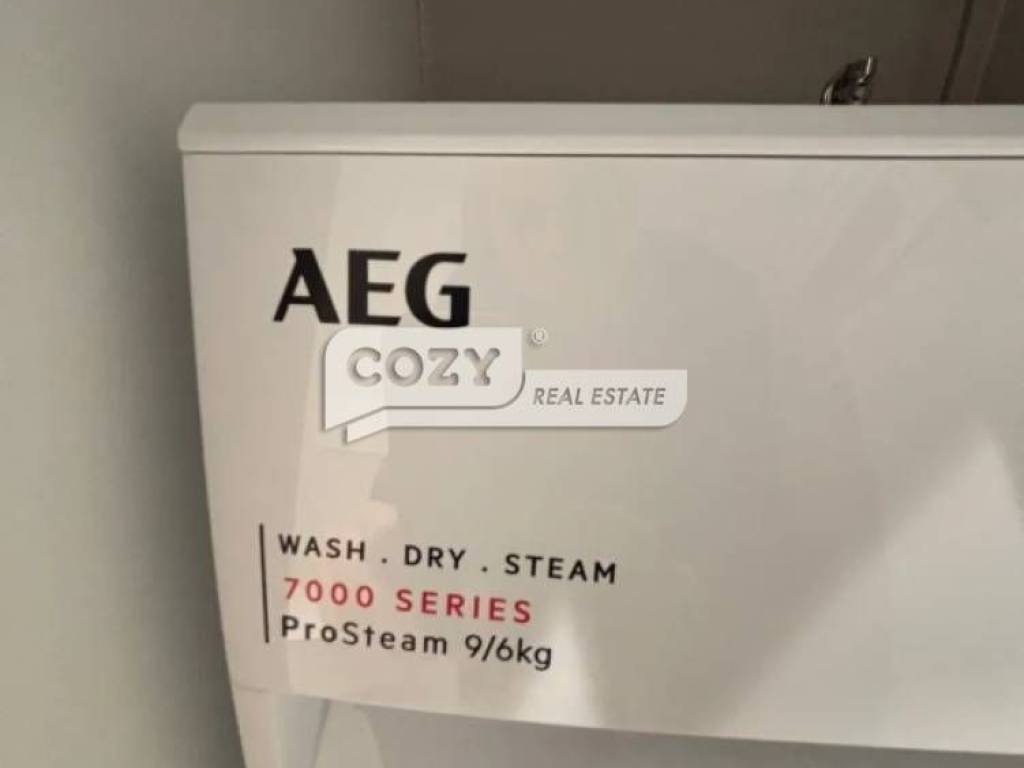 AEG
COZY
REAL ESTATE
WASH . DRY . STEAM
7000 SERIES
ProSteam 9/6kg